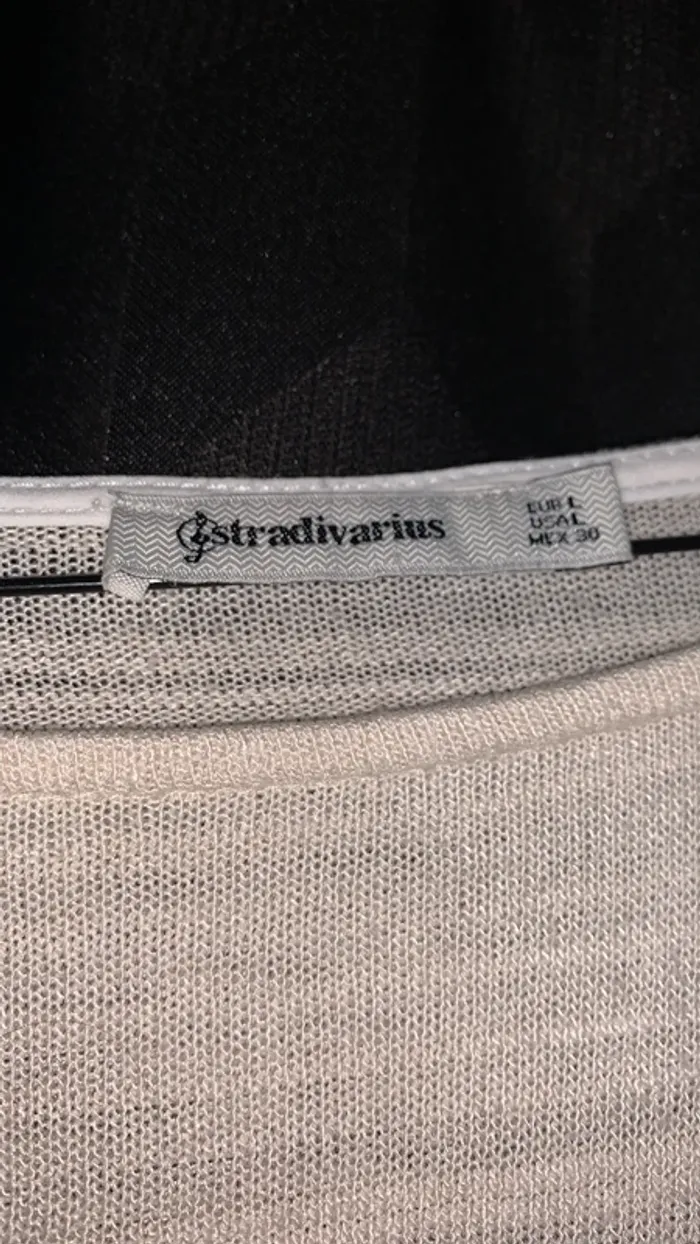 stradivarius
EUR L
USA L
MEX 30